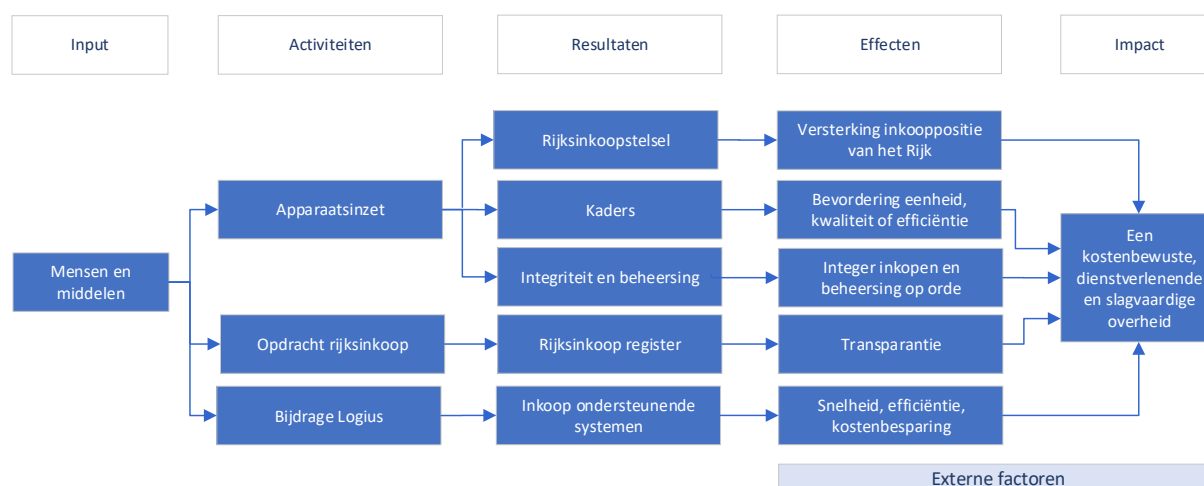 Input
Activiteiten
Resultaten
Effecten
Impact
Mensen en
middelen
Apparaatsinzet
Opdracht rijksinkoop
Bijdrage Logius
Rijksinkoopstelsel
Kaders
Integriteit en beheersing
Rijksinkoop register
Inkoop ondersteunende
systemen
Versterking inkooppositie
van het Rijk
Bevordering eenheid,
kwaliteit of efficiëntie
Integer inkopen en
beheersing op orde
Transparantie
Snelheid, efficiëntie,
kostenbesparing
Een
kostenbewuste,
dienstverlenende
en slagvaardige
overheid
Externe factoren